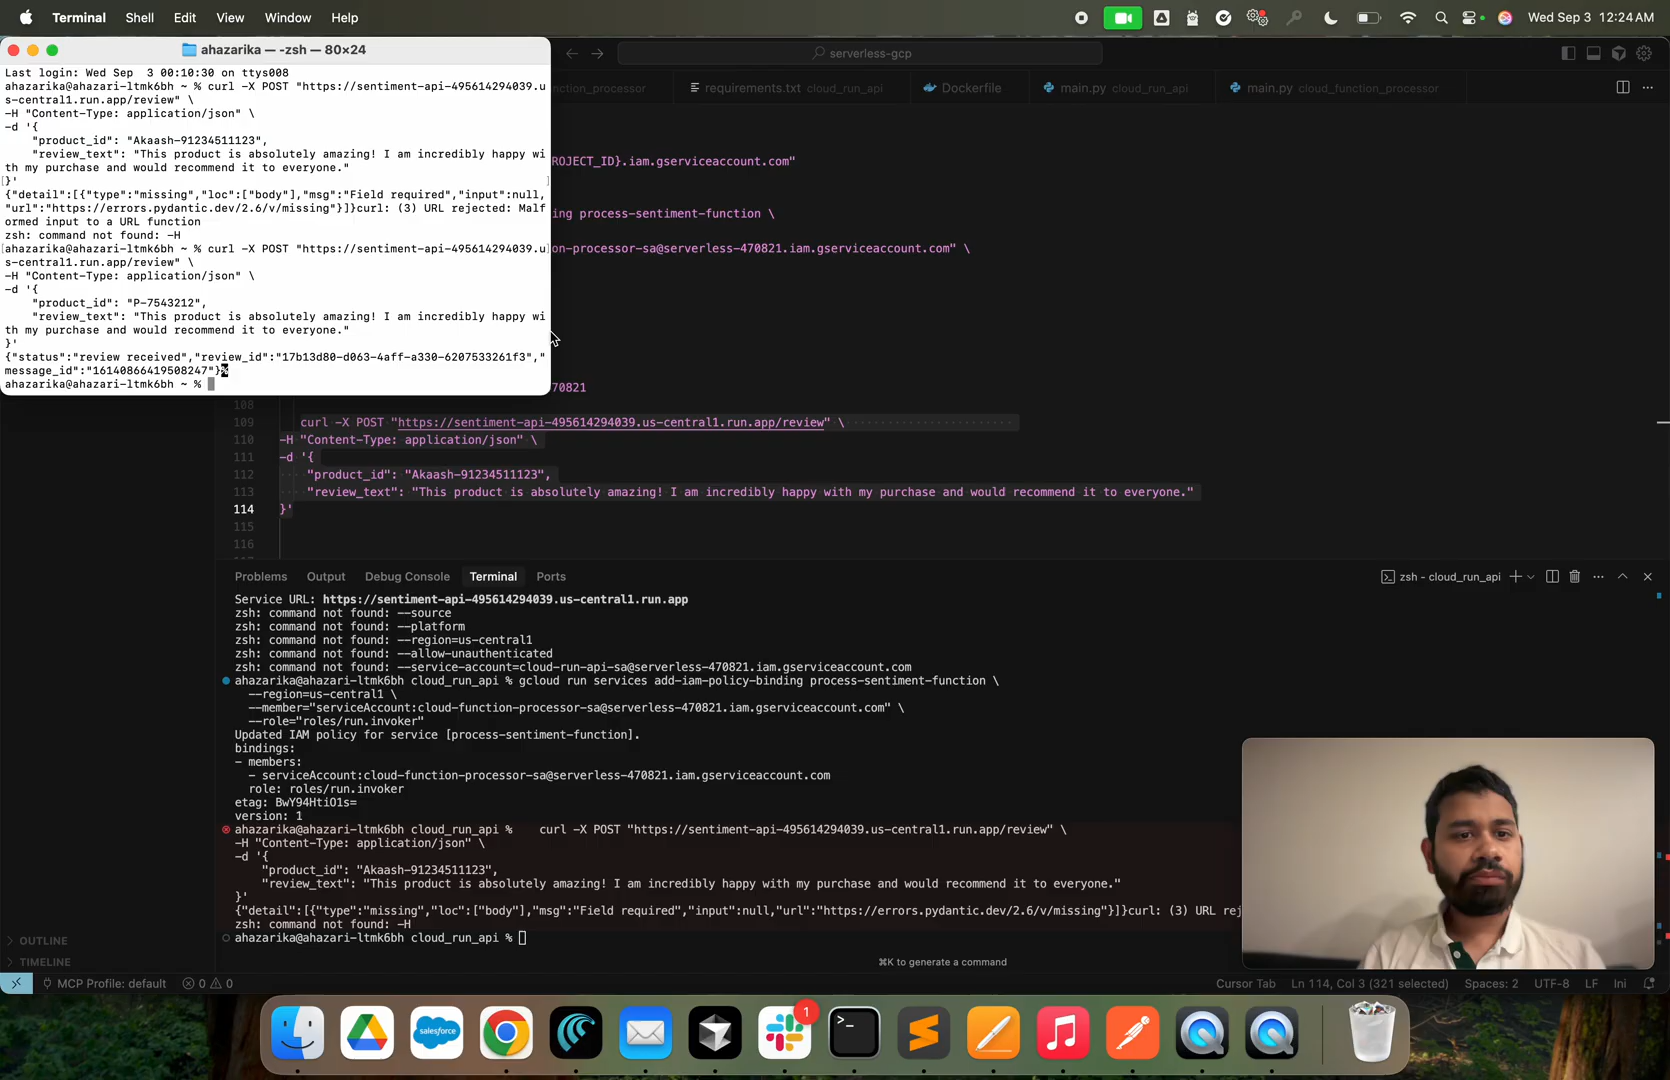 Terminal Shell Edit View Window Help Wed Sep 3 12:24 AM
ahazarika — -zsh — 80×24
Last login: Wed Sep  3 00:10:30 on ttys008
ahazarika@ahazari-ltmk6bh ~ % curl -X POST "https://sentiment-api-495614294039.u
s-central1.run.app/review" \
-H "Content-Type: application/json" \
-d '{
"product_id": "Akaash-91234511123",
"review_text": "This product is absolutely amazing! I am incredibly happy wi
th my purchase and would recommend it to everyone."
}'
{"detail":[{"type":"missing","loc":["body"],"msg":"Field required","input":null,
"url":"https://errors.pydantic.dev/2.6/v/missing"}]}curl: (3) URL rejected: Malf
ormed input to a URL function
zsh: command not found: -H
ahazarika@ahazari-ltmk6bh ~ % curl -X POST "https://sentiment-api-495614294039.u
s-central1.run.app/review" \
-H "Content-Type: application/json" \
-d '{
"product_id": "P-7543212",
"review_text": "This product is absolutely amazing! I am incredibly happy wi
th my purchase and would recommend it to everyone."
}'
{"status":"review received","review_id":"17b13d80-d063-4aff-a330-6207533261f3","
message_id":"16140866419508247"}%
ahazarika@ahazari-ltmk6bh ~ %
serverless-gcp
nction_processor requirements.txt cloud_run_api Dockerfile main.py cloud_run_api main.py cloud_function_processor
ROJECT_ID}.iam.gserviceaccount.com"
ing process-sentiment-function \
on-processor-sa@serverless-470821.iam.gserviceaccount.com" \
70821
108
109 curl -X POST "https://sentiment-api-495614294039.us-central1.run.app/review" \
110 -H "Content-Type: application/json" \
111 -d '{
112 "product_id": "Akaash-91234511123",
113 "review_text": "This product is absolutely amazing! I am incredibly happy with my purchase and would recommend it to everyone."
114 }'
115
116
Problems Output Debug Console Terminal Ports zsh - cloud_run_api
Service URL: https://sentiment-api-495614294039.us-central1.run.app
zsh: command not found: --source
zsh: command not found: --platform
zsh: command not found: --region=us-central1
zsh: command not found: --allow-unauthenticated
zsh: command not found: --service-account=cloud-run-api-sa@serverless-470821.iam.gserviceaccount.com
ahazarika@ahazari-ltmk6bh cloud_run_api % gcloud run services add-iam-policy-binding process-sentiment-function \
--region=us-central1 \
--member="serviceAccount:cloud-function-processor-sa@serverless-470821.iam.gserviceaccount.com" \
--role="roles/run.invoker"
Updated IAM policy for service [process-sentiment-function].
bindings:
- members:
- serviceAccount:cloud-function-processor-sa@serverless-470821.iam.gserviceaccount.com
role: roles/run.invoker
etag: BwY94HtiO1s=
version: 1
ahazarika@ahazari-ltmk6bh cloud_run_api %    curl -X POST "https://sentiment-api-495614294039.us-central1.run.app/review" \
-H "Content-Type: application/json" \
-d '{
"product_id": "Akaash-91234511123",
"review_text": "This product is absolutely amazing! I am incredibly happy with my purchase and would recommend it to everyone."
}'
{"detail":[{"type":"missing","loc":["body"],"msg":"Field required","input":null,"url":"https://errors.pydantic.dev/2.6/v/missing"}]}curl: (3) URL rej
zsh: command not found: -H
ahazarika@ahazari-ltmk6bh cloud_run_api %
OUTLINE
TIMELINE
⌘K to generate a command
MCP Profile: default 0 0 Cursor Tab Ln 114, Col 3 (321 selected) Spaces: 2 UTF-8 LF Ini
salesforce
1